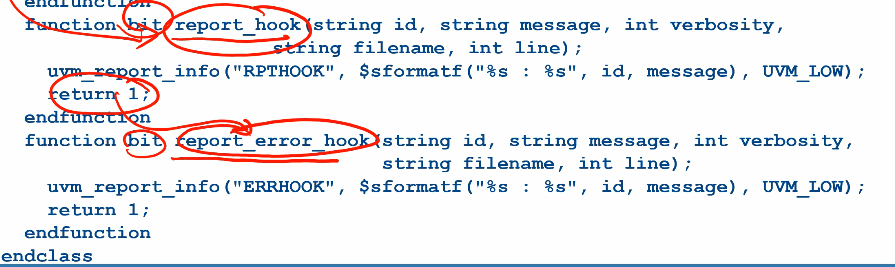 endfunction
function bit report_hook(string id, string message, int verbosity,
string filename, int line);
uvm_report_info("RPTHOOK", $sformatf("%s : %s", id, message), UVM_LOW);
return 1;
endfunction
function bit report_error_hook(string id, string message, int verbosity,
string filename, int line);
uvm_report_info("ERRHOOK", $sformatf("%s : %s", id, message), UVM_LOW);
return 1;
endfunction
endclass